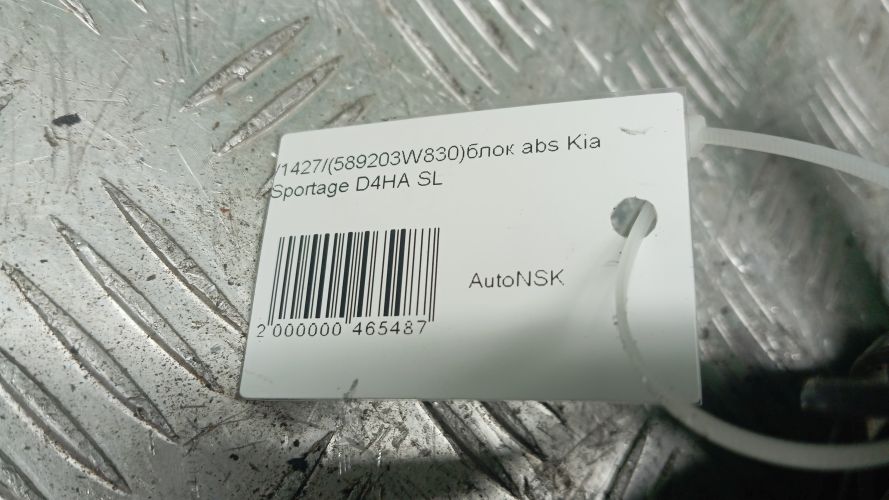 /1427/(589203W830)блок abs Kia
Sportage D4HA SL
AutoNSK
2 000000 465487